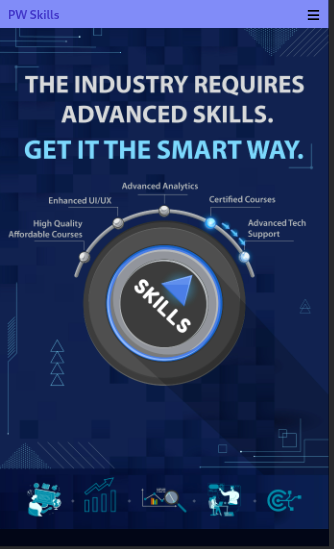 PW Skills
THE INDUSTRY REQUIRES
ADVANCED SKILLS.
GET IT THE SMART WAY.
Advanced Analytics
Enhanced UI/UX
Certified Courses
High Quality
Affordable Courses
Advanced Tech
Support
SKILLS